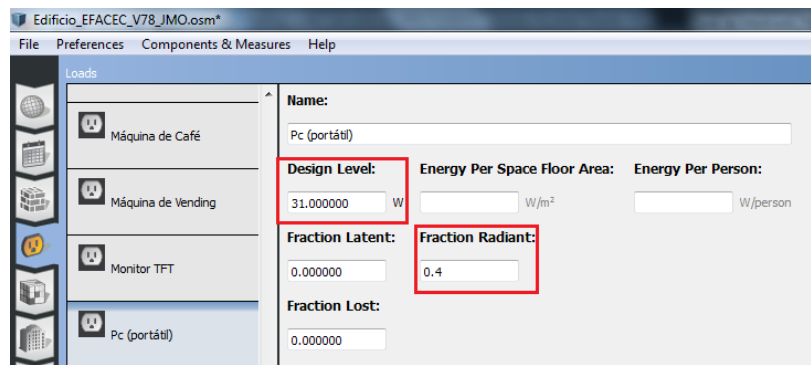 Edificio_EFACEC_V78_JMO.osm*
File Preferences Components & Measures Help
Loads
Máquina de Café
Máquina de Vending
Monitor TFT
Pc (portátil)
Name:
Pc (portátil)
Design Level: Energy Per Space Floor Area: Energy Per Person:
31.000000 W W/m² W/person
Fraction Latent: Fraction Radiant:
0.000000 0.4
Fraction Lost:
0.000000